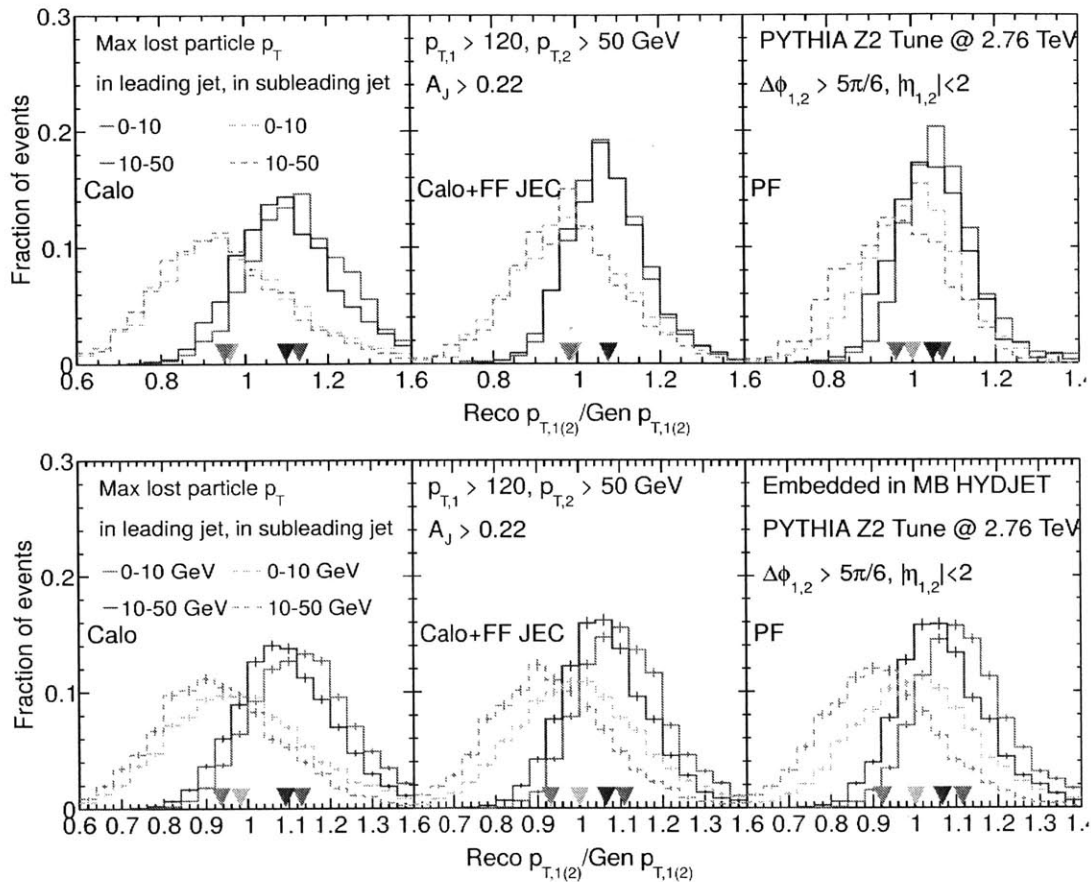 0.3
Max lost particle p_T
in leading jet, in subleading jet
0-10 0-10
10-50 10-50
Calo
p_T,1 > 120, p_T,2 > 50 GeV
A_J > 0.22
Calo+FF JEC
PYTHIA Z2 Tune @ 2.76 TeV
Δϕ_1,2 > 5π/6, |η_1,2|<2
PF
Fraction of events
0.2
0.1
0
0.6 0.8 1 1.2 1.6 0.8 1 1.2 1.6 0.8 1 1.2 1.4
Reco p_T,1(2)/Gen p_T,1(2)
0.3
Max lost particle p_T
in leading jet, in subleading jet
0-10 GeV 0-10 GeV
10-50 GeV 10-50 GeV
Calo
p_T,1 > 120, p_T,2 > 50 GeV
A_J > 0.22
Calo+FF JEC
Embedded in MB HYDJET
PYTHIA Z2 Tune @ 2.76 TeV
Δϕ_1,2 > 5π/6, |η_1,2|<2
PF
Fraction of events
0.2
0.1
0
0.6 0.7 0.8 0.9 1 1.1 1.2 1.3 1.6 0.7 0.8 0.9 1 1.1 1.2 1.3 1.6 0.7 0.8 0.9 1 1.1 1.2 1.3 1.4
Reco p_T,1(2)/Gen p_T,1(2)